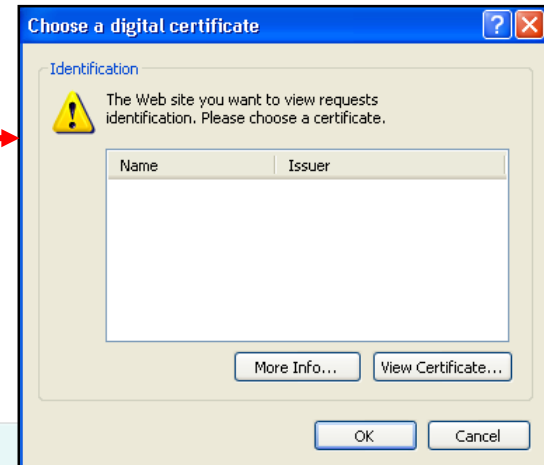 Choose a digital certificate
Identification
The Web site you want to view requests
identification. Please choose a certificate.
Name Issuer
More Info... View Certificate...
OK Cancel